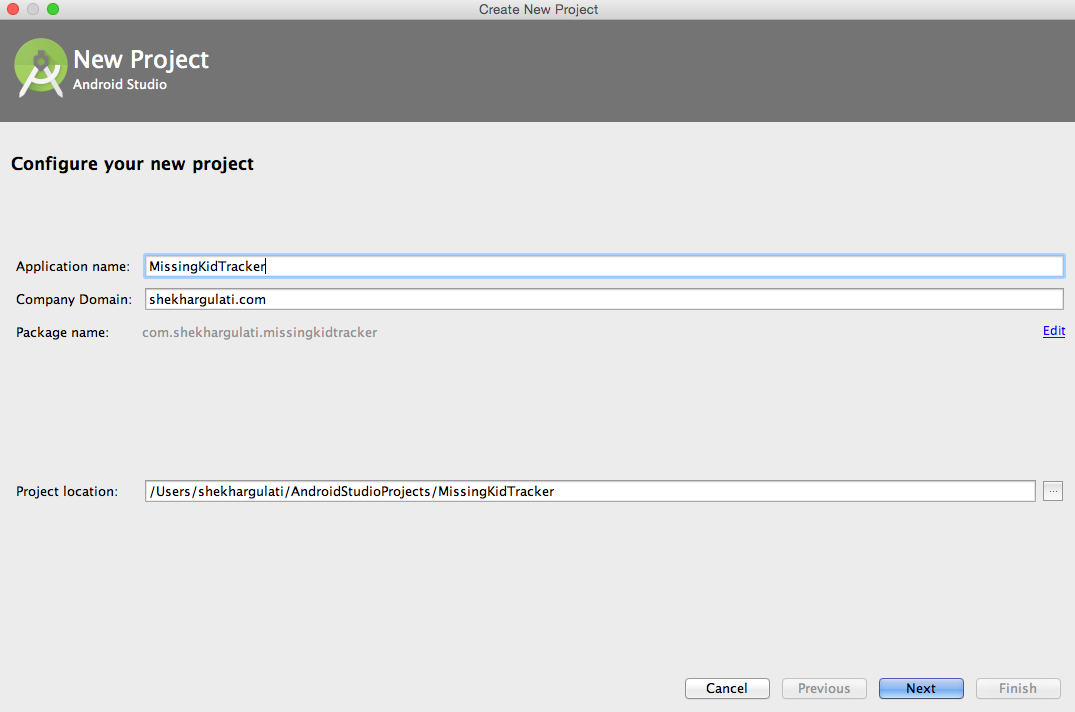 Create New Project
New Project
Android Studio
Configure your new project
Application name: MissingKidTracker
Company Domain: shekhargulati.com
Package name: com.shekhargulati.missingkidtracker Edit
Project location: /Users/shekhargulati/AndroidStudioProjects/MissingKidTracker ...
Cancel Previous Next Finish